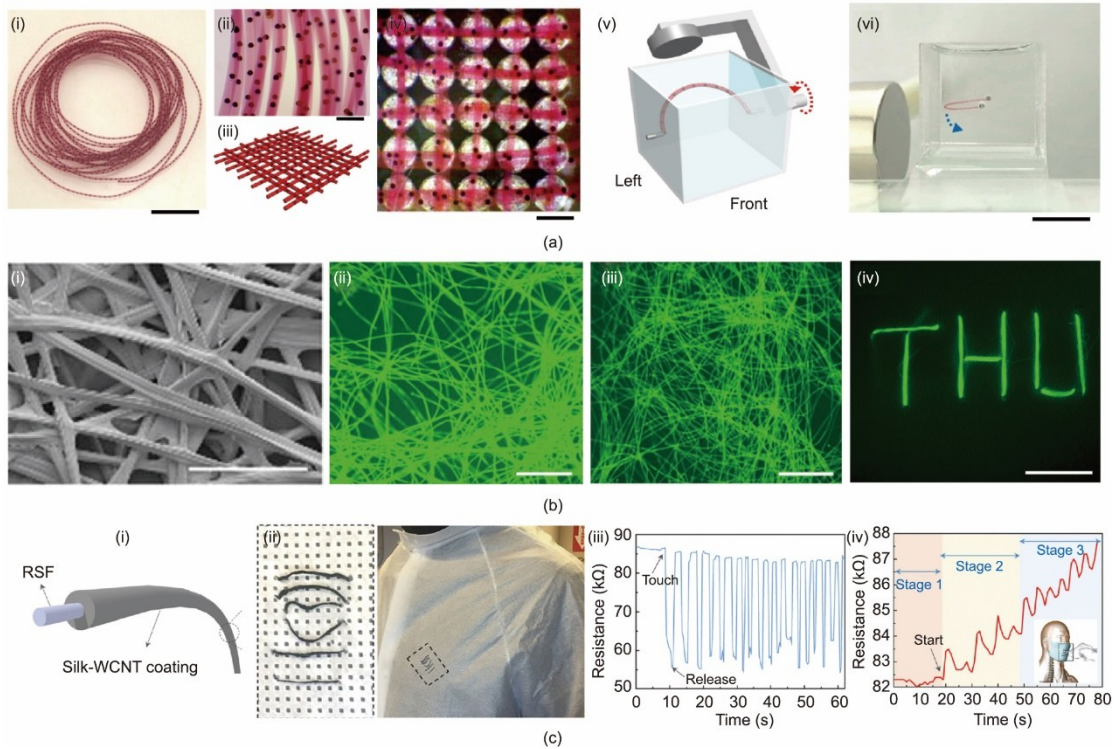 (i)
(ii)
(iii)
(iv)
(v)
Left
Front
(vi)
(a)
(i)
(ii)
(iii)
(iv)
THU
(b)
(i)
RSF
Silk-WCNT coating
(ii)
(iii)
90
80
70
60
50
Resistance (kΩ)
Touch
Release
0 10 20 30 40 50 60
Time (s)
(iv)
88
87
86
85
84
83
82
Resistance (kΩ)
Stage 1
Stage 2
Stage 3
Start
0 10 20 30 40 50 60 70 80
Time (s)
(c)